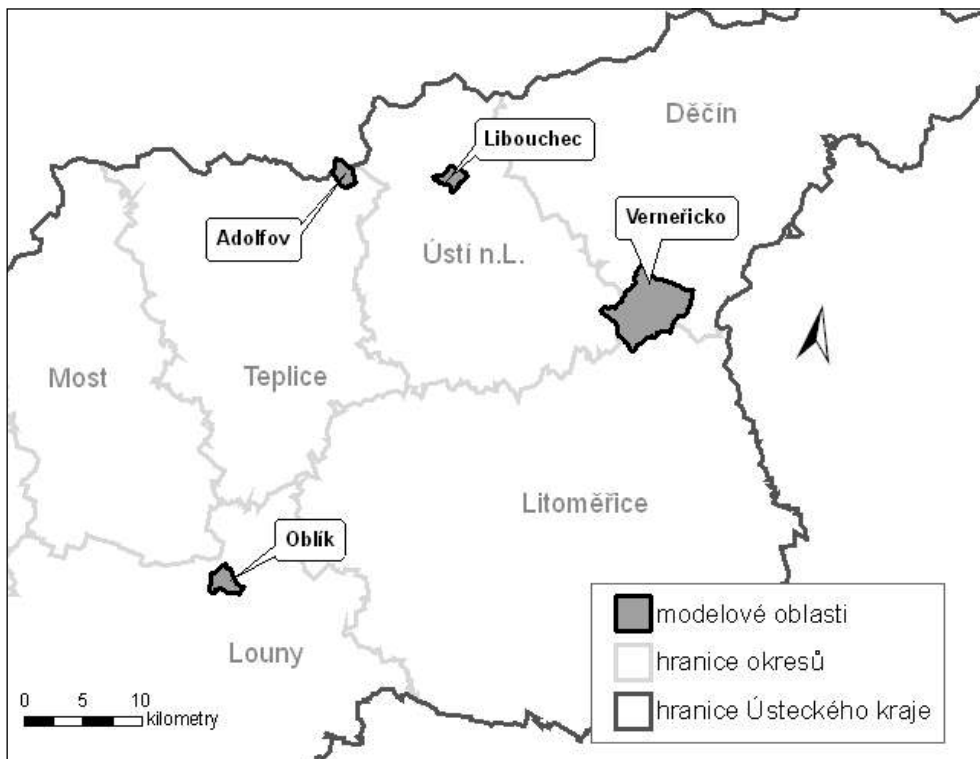 Děčín
Libouchec
Verneřicko
Adolfov
Ústí n.L.
Most
Teplice
Litoměřice
Oblík
Louny
modelové oblasti
hranice okresů
hranice Ústeckého kraje
0 5 10
kilometry